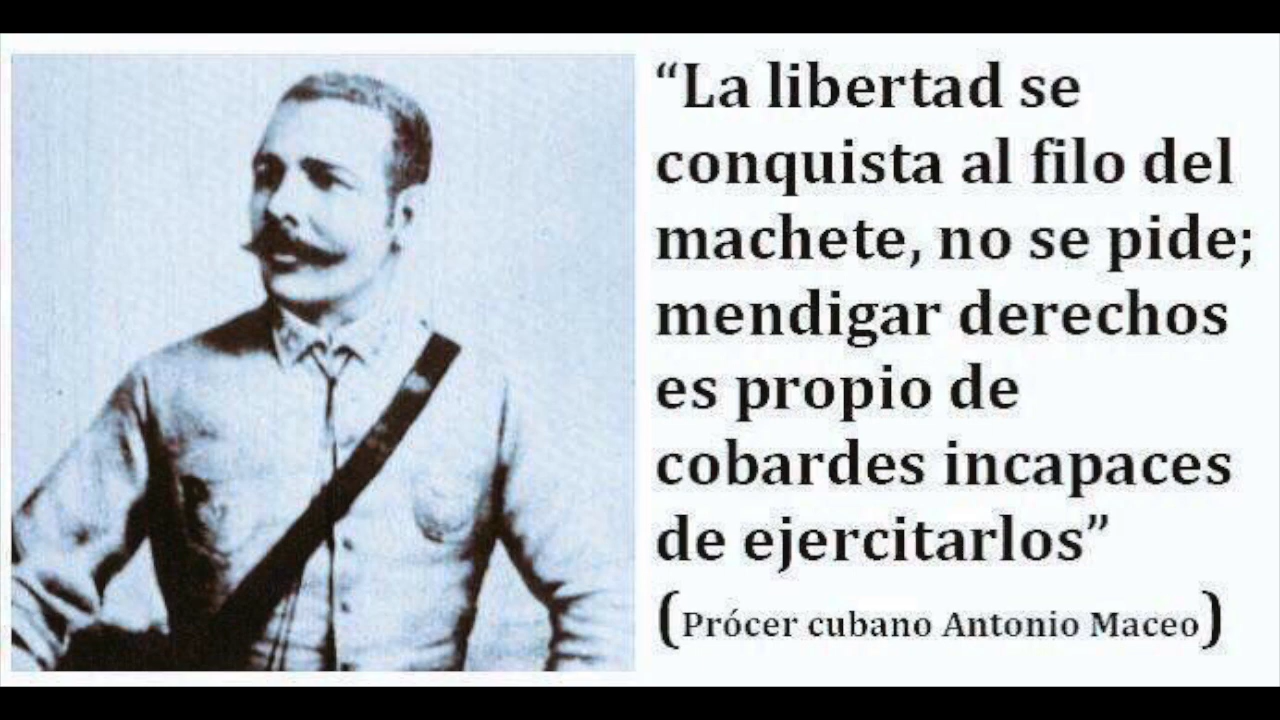 “La libertad se
conquista al filo del
machete, no se pide;
mendigar derechos
es propio de
cobardes incapaces
de ejercitarlos”
(Prócer cubano Antonio Maceo)